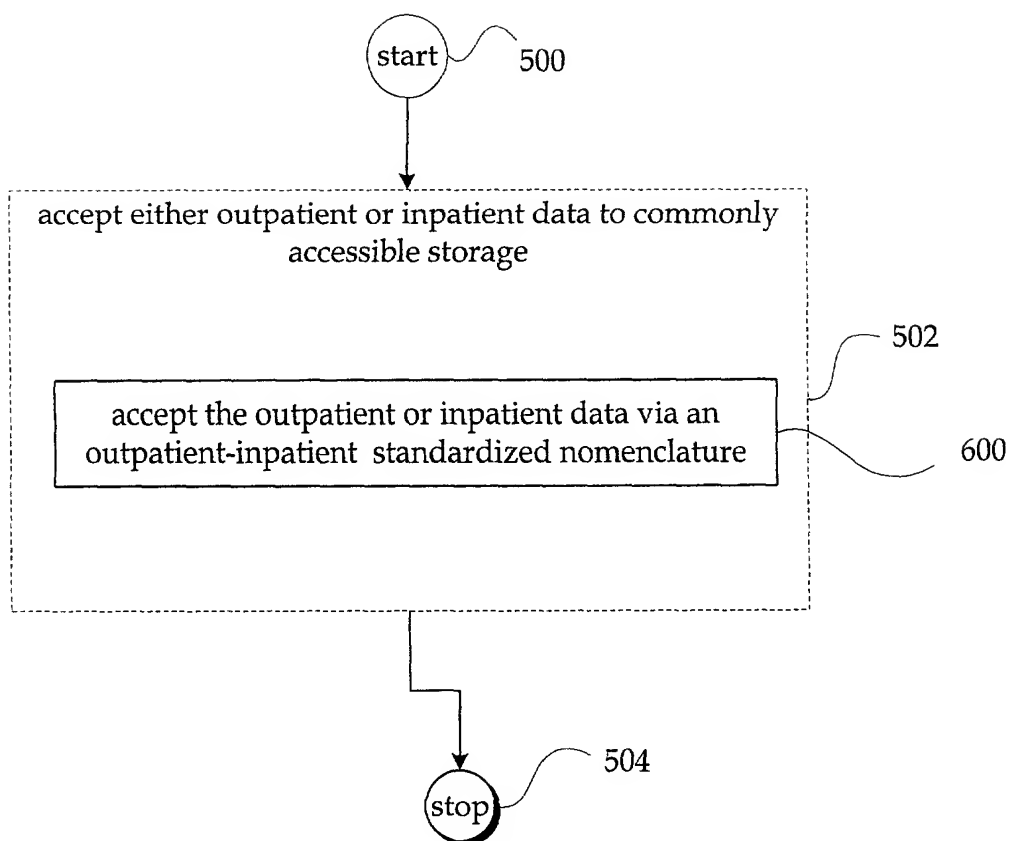 start
500
accept either outpatient or inpatient data to commonly
accessible storage
502
accept the outpatient or inpatient data via an
outpatient-inpatient standardized nomenclature
600
504
stop